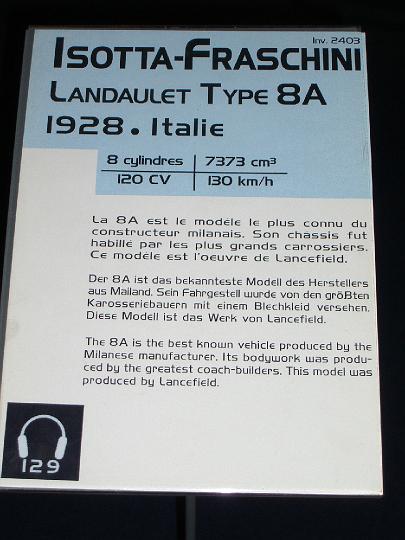 Inv. 2403
ISOTTA-FRASCHINI
LANDAULET TYPE 8A
1928 • Italie
8 cylindres | 7373 cm³
120 CV | 130 km/h
La 8A est le modèle le plus connu du
constructeur milanais. Son chassis fut
habillé par les plus grands carrossiers.
Ce modèle est l'oeuvre de Lancefield.
Der 8A ist das bekannteste Modell des Herstellers
aus Mailand. Sein Fahrgestell wurde von den größten
Karosseriebauern mit einem Blechkleid versehen.
Diese Modell ist das Werk von Lancefield.
The 8A is the best known vehicle produced by the
Milanese manufacturer. Its bodywork was produ-
ced by the greatest coach-builders. This model was
produced by Lancefield.
129